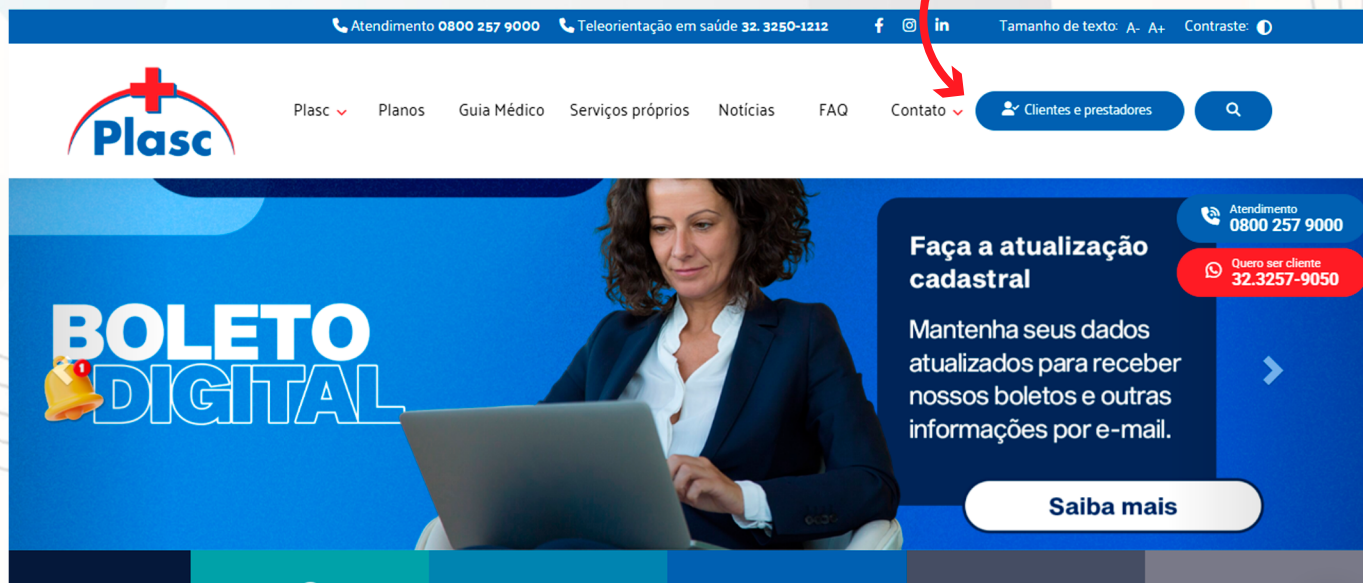 Atendimento 0800 257 9000 Teleorientação em saúde 32. 3250-1212 Tamanho de texto: A- A+ Contraste:
Plasc
Plasc Planos Guia Médico Serviços próprios Notícias FAQ Contato Clientes e prestadores
Atendimento
0800 257 9000
Quero ser cliente
32.3257-9050
BOLETO
DIGITAL
1
Faça a atualização
cadastral
Mantenha seus dados
atualizados para receber
nossos boletos e outras
informações por e-mail.
Saiba mais